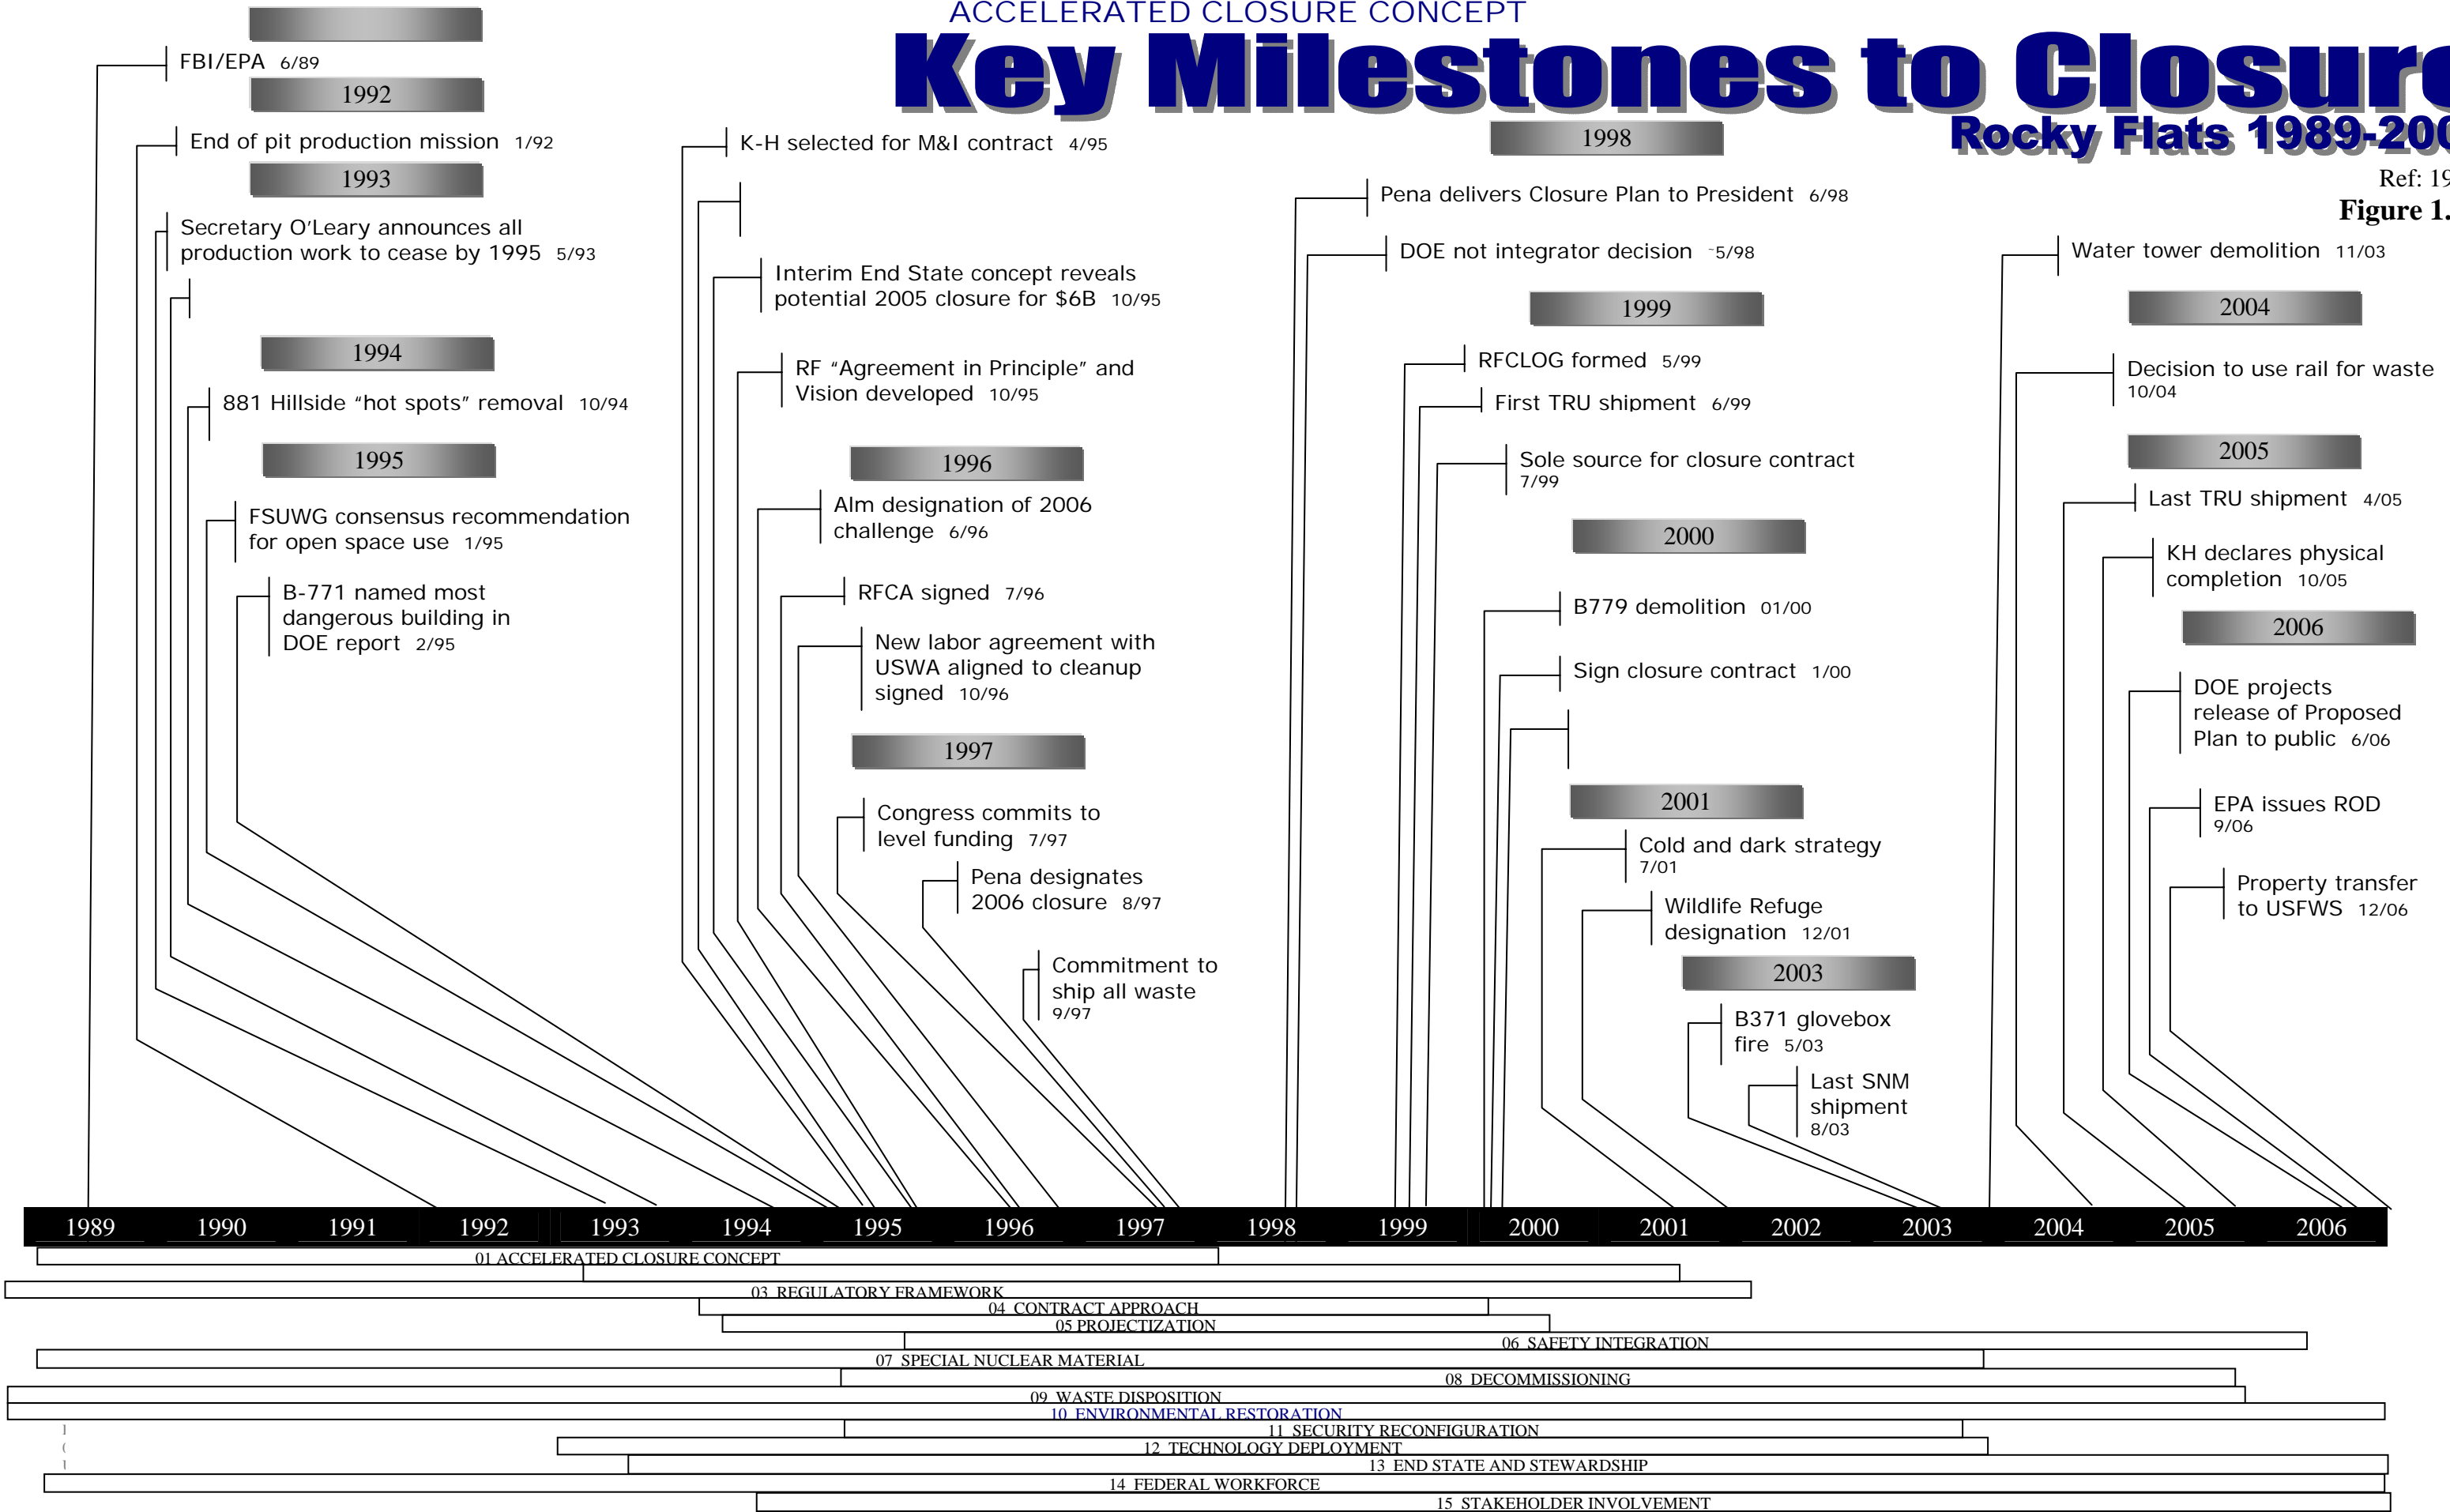 ACCELERATED CLOSURE CONCEPT
Key Milestones to Closure
Rocky Flats 1989-200
Ref: 19
Figure 1.
FBI/EPA 6/89
1992
End of pit production mission 1/92
1993
Secretary O'Leary announces all
production work to cease by 1995 5/93
1994
881 Hillside “hot spots” removal 10/94
1995
FSUWG consensus recommendation
for open space use 1/95
B-771 named most
dangerous building in
DOE report 2/95
K-H selected for M&I contract 4/95
Interim End State concept reveals
potential 2005 closure for $6B 10/95
RF “Agreement in Principle” and
Vision developed 10/95
1996
Alm designation of 2006
challenge 6/96
RFCA signed 7/96
New labor agreement with
USWA aligned to cleanup
signed 10/96
1997
Congress commits to
level funding 7/97
Pena designates
2006 closure 8/97
Commitment to
ship all waste
9/97
1998
Pena delivers Closure Plan to President 6/98
DOE not integrator decision ~5/98
1999
RFCLOG formed 5/99
First TRU shipment 6/99
Sole source for closure contract
7/99
2000
B779 demolition 01/00
Sign closure contract 1/00
2001
Cold and dark strategy
7/01
Wildlife Refuge
designation 12/01
2003
B371 glovebox
fire 5/03
Last SNM
shipment
8/03
Water tower demolition 11/03
2004
Decision to use rail for waste
10/04
2005
Last TRU shipment 4/05
KH declares physical
completion 10/05
2006
DOE projects
release of Proposed
Plan to public 6/06
EPA issues ROD
9/06
Property transfer
to USFWS 12/06
1989 1990 1991 1992 1993 1994 1995 1996 1997 1998 1999 2000 2001 2002 2003 2004 2005 2006
01 ACCELERATED CLOSURE CONCEPT
03 REGULATORY FRAMEWORK
04 CONTRACT APPROACH
05 PROJECTIZATION
06 SAFETY INTEGRATION
07 SPECIAL NUCLEAR MATERIAL
08 DECOMMISSIONING
09 WASTE DISPOSITION
10 ENVIRONMENTAL RESTORATION
11 SECURITY RECONFIGURATION
12 TECHNOLOGY DEPLOYMENT
13 END STATE AND STEWARDSHIP
14 FEDERAL WORKFORCE
15 STAKEHOLDER INVOLVEMENT